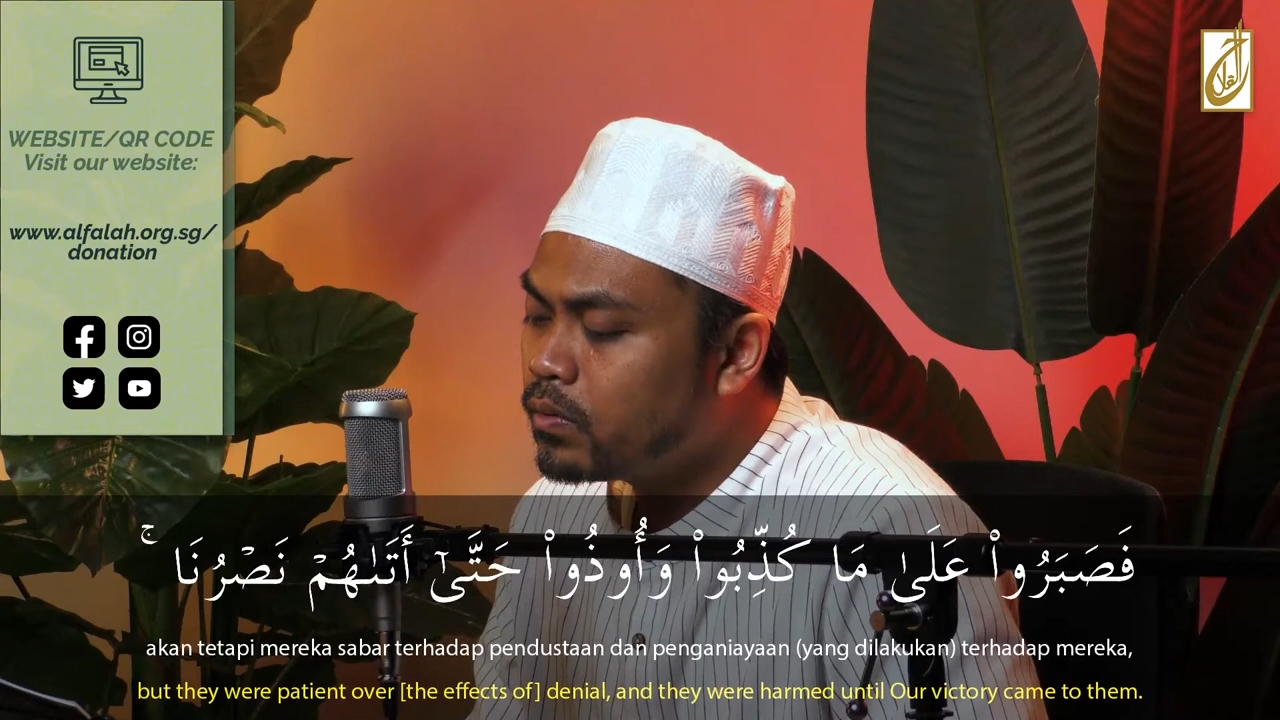 WEBSITE/QR CODE
Visit our website:
www.alfalah.org.sg/
donation
الفلاح
فَصَبَرُوا۟ عَلَىٰ مَا كُذِّبُوا۟ وَأُوذُوا۟ حَتَّىٰٓ أَتَىٰهُمْ نَصْرُنَا ۚ
akan tetapi mereka sabar terhadap pendustaan dan penganiayaan (yang dilakukan) terhadap mereka,
but they were patient over [the effects of] denial, and they were harmed until Our victory came to them.